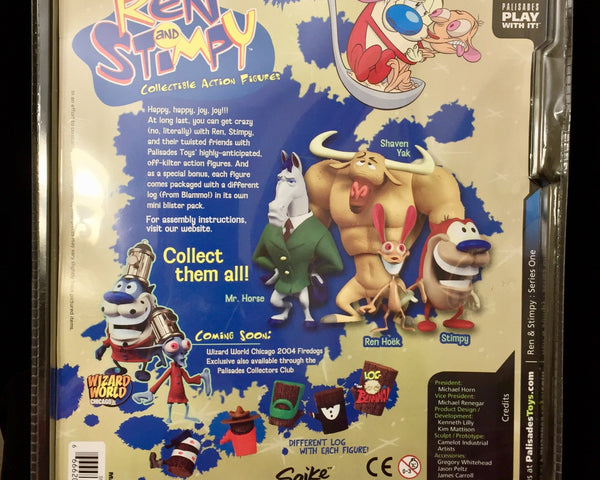 Ren
AND
STIMPY
COLLECTIBLE ACTION FIGURES
PALISADES
PLAY
WITH IT!
Happy, happy, joy, joy!!!
At long last, you can get crazy
(no, literally) with Ren, Stimpy,
and their twisted friends with
Palisades Toys' highly-anticipated,
off-kilter action figures. And
as a special bonus, each figure
comes packaged with a different
log (from Blammo!) in its own
mini blister pack.
For assembly instructions,
visit our website.
Collect
them all!
Shaven
Yak
Mr. Horse
Ren Hoëk
Stimpy
COMING SOON:
Wizard World Chicago 2004 Firedogs
Exclusive also available through the
Palisades Collectors Club
WIZARD
WORLD
CHICAGO
LOG
DIFFERENT LOG
WITH EACH FIGURE!
Spike
CE
0-3
President:
Michael Horn
Vice President:
Michael Renegar
Product Design /
Development:
Kenneth Lilly
Kim Mattison
Sculpt / Prototype:
Camelot Industrial
Artists
Accessories:
Gregory Whitehead
Jason Peltz
James Carroll
Credits
s at PalisadesToys.com | Ren & Stimpy : Series One